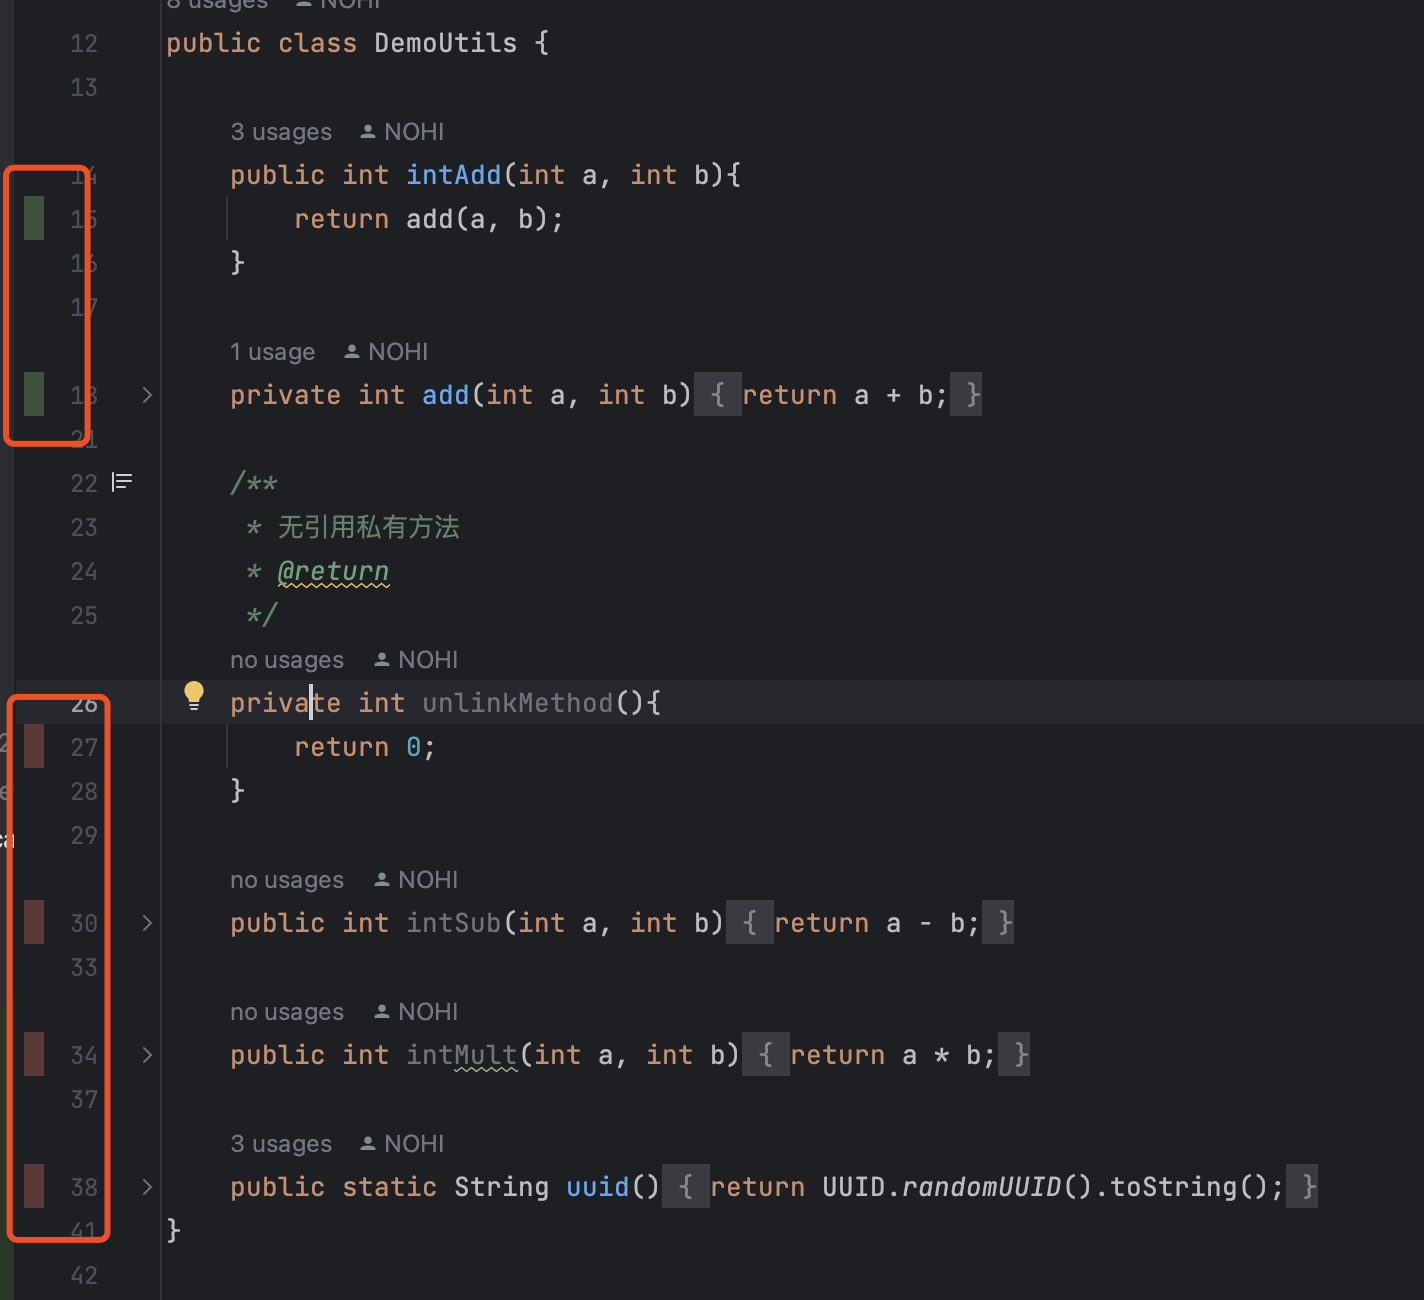 8 usages NOHI
12 public class DemoUtils {
13
3 usages NOHI
14 public int intAdd(int a, int b){
15 return add(a, b);
16 }
17
1 usage NOHI
18 private int add(int a, int b) { return a + b; }
21
22 /**
23 * 无引用私有方法
24 * @return
25 */
no usages NOHI
26 private int unlinkMethod(){
27 return 0;
28 }
29
no usages NOHI
30 public int intSub(int a, int b) { return a - b; }
33
no usages NOHI
34 public int intMult(int a, int b) { return a * b; }
37
3 usages NOHI
38 public static String uuid() { return UUID.randomUUID().toString(); }
41 }
42